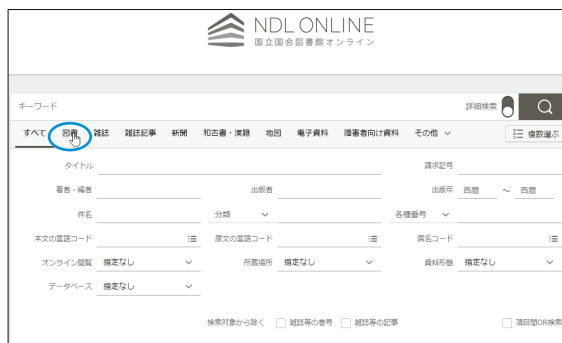 NDL ONLINE
国立国会図書館オンライン
キーワード 詳細検索
すべて 図書 雑誌 雑誌記事 新聞 和古書・漢籍 地図 電子資料 障害者向け資料 その他 複数選ぶ
タイトル 請求記号
著者・編者 出版者 出版年 西暦 ～ 西暦
件名 分類 各種番号
本文の言語コード 原文の言語コード 国名コード
オンライン閲覧 指定なし 所蔵場所 指定なし 資料形態 指定なし
データベース 指定なし
検索対象から除く 雑誌等の巻号 雑誌等の記事 項目間OR検索